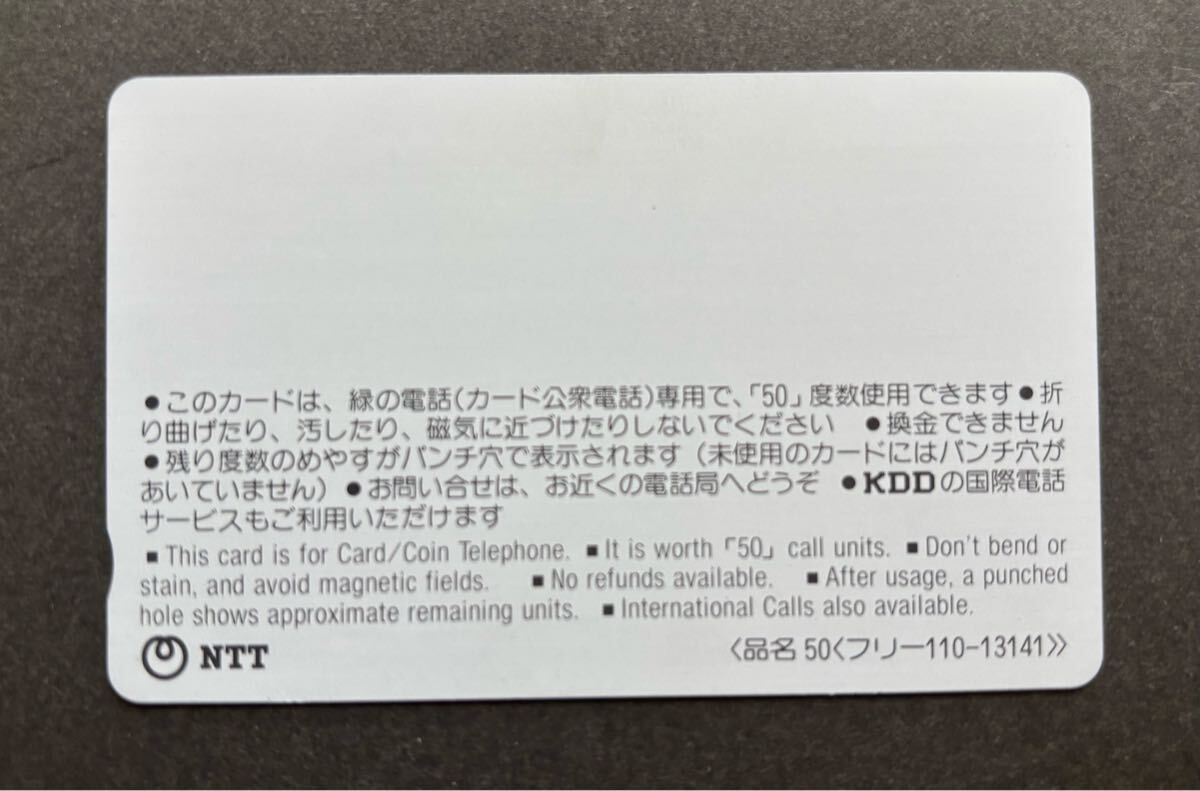 ●このカードは、緑の電話(カード公衆電話)専用で、「50」度数使用できます●折
り曲げたり、汚したり、磁気に近づけたりしないでください ●換金できません
●残り度数のめやすがパンチ穴で表示されます(未使用のカードにはパンチ穴が
あいていません) ●お問い合せは、お近くの電話局へどうぞ ●KDDの国際電話
サービスもご利用いただけます
■This card is for Card/Coin Telephone. ■It is worth「50」call units. ■Don't bend or
stain, and avoid magnetic fields. ■No refunds available. ■After usage, a punched
hole shows approximate remaining units. ■International Calls also available.
NTT 〈品名 50〈フリー110-13141〉〉